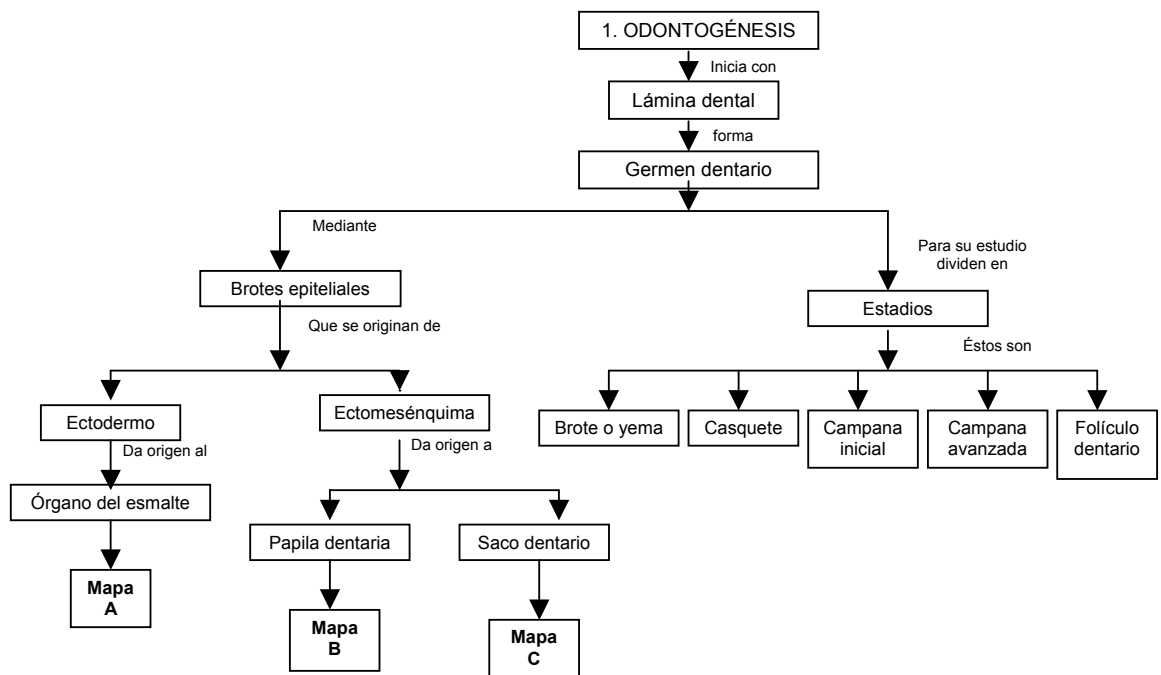 1. ODONTOGÉNESIS
Inicia con
Lámina dental
forma
Germen dentario
Mediante
Para su estudio
dividen en
Brotes epiteliales
Estadios
Que se originan de
Éstos son
Ectodermo
Ectomesénquima
Brote o yema
Casquete
Campana
inicial
Campana
avanzada
Folículo
dentario
Da origen al
Da origen a
Órgano del esmalte
Papila dentaria
Saco dentario
Mapa
A
Mapa
B
Mapa
C